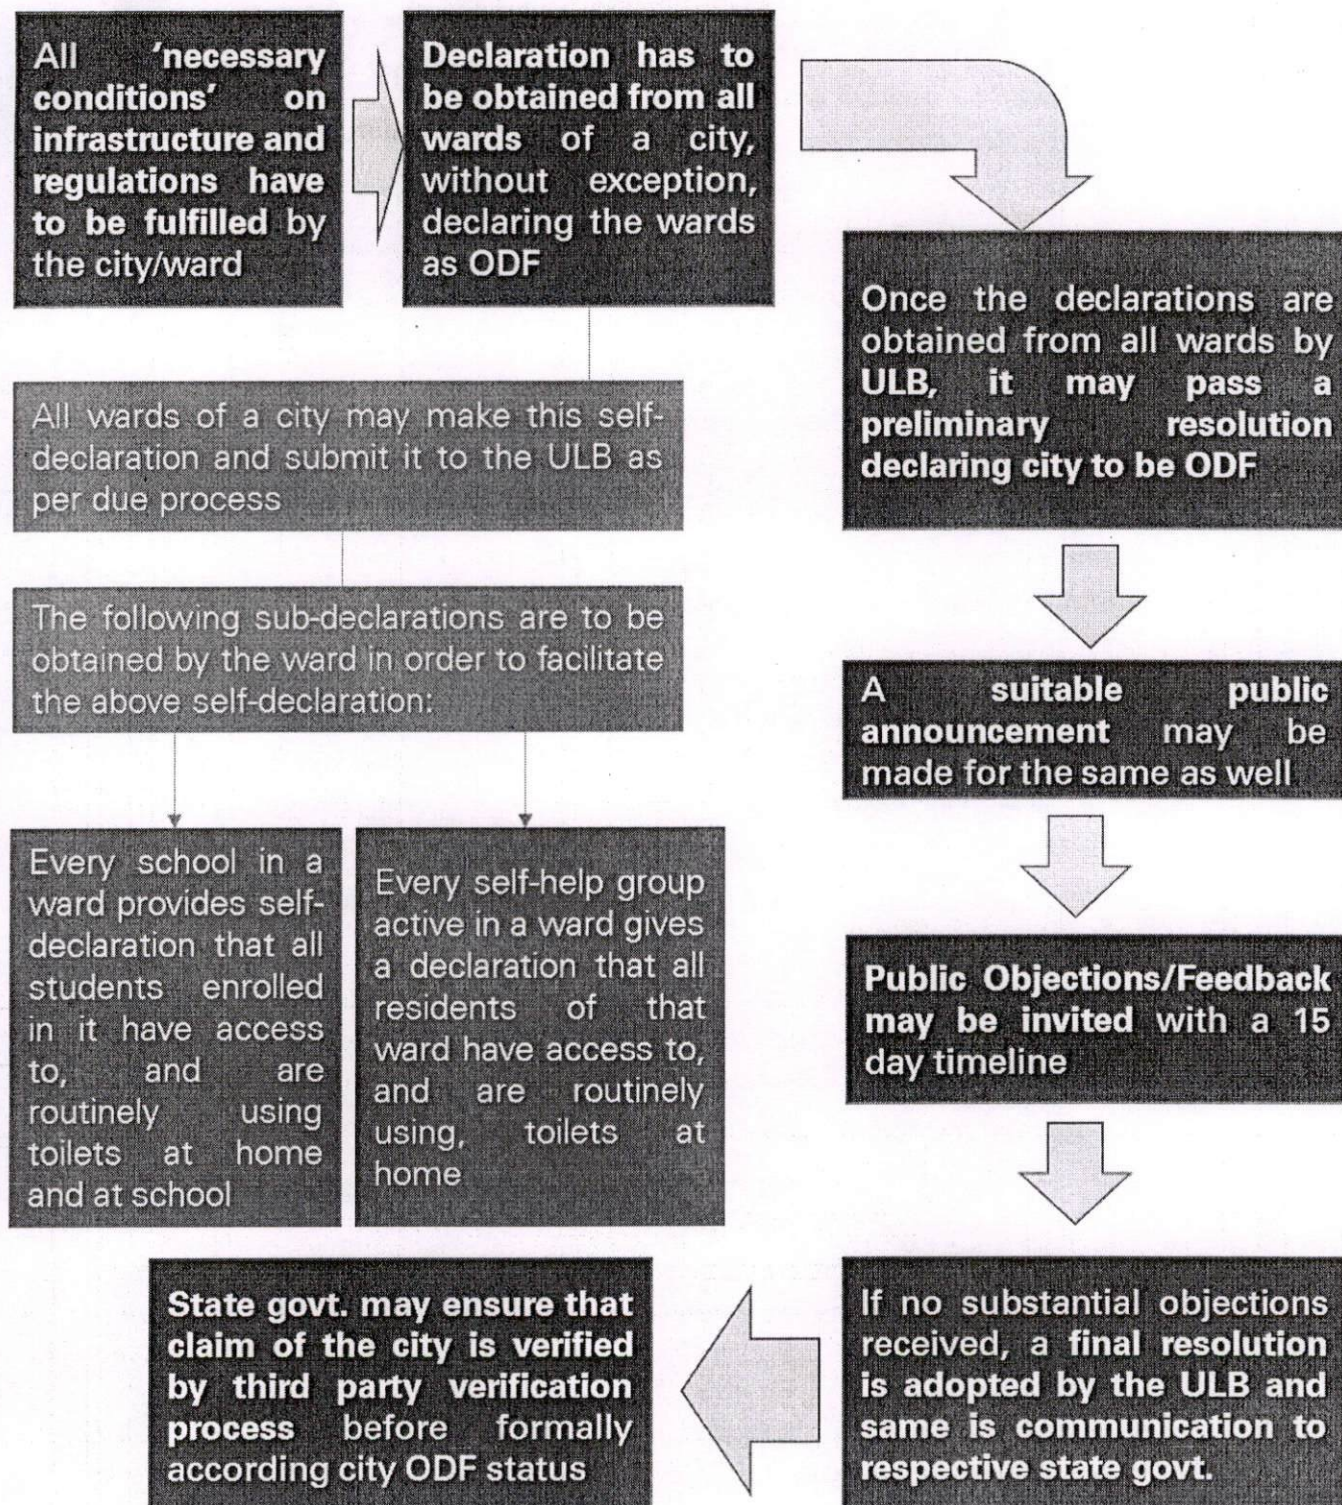 All 'necessary
conditions' on
infrastructure and
regulations have
to be fulfilled by
the city/ward
Declaration has to
be obtained from all
wards of a city,
without exception,
declaring the wards
as ODF
All wards of a city may make this self-
declaration and submit it to the ULB as
per due process
The following sub-declarations are to be
obtained by the ward in order to facilitate
the above self-declaration:
Every school in a
ward provides self-
declaration that all
students enrolled
in it have access
to, and are
routinely using
toilets at home
and at school
Every self-help group
active in a ward gives
a declaration that all
residents of that
ward have access to,
and are routinely
using, toilets at
home
Once the declarations are
obtained from all wards by
ULB, it may pass a
preliminary resolution
declaring city to be ODF
A suitable public
announcement may be
made for the same as well
Public Objections/Feedback
may be invited with a 15
day timeline
If no substantial objections
received, a final resolution
is adopted by the ULB and
same is communication to
respective state govt.
State govt. may ensure that
claim of the city is verified
by third party verification
process before formally
according city ODF status